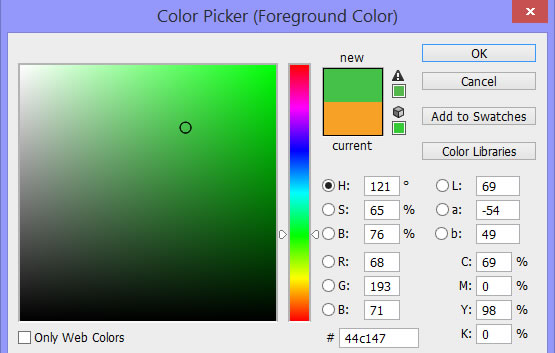 Color Picker (Foreground Color)
new
current
OK
Cancel
Add to Swatches
Color Libraries
H: 121 °
S: 65 %
B: 76 %
R: 68
G: 193
B: 71
# 44c147
L: 69
a: -54
b: 49
C: 69 %
M: 0 %
Y: 98 %
K: 0 %
Only Web Colors